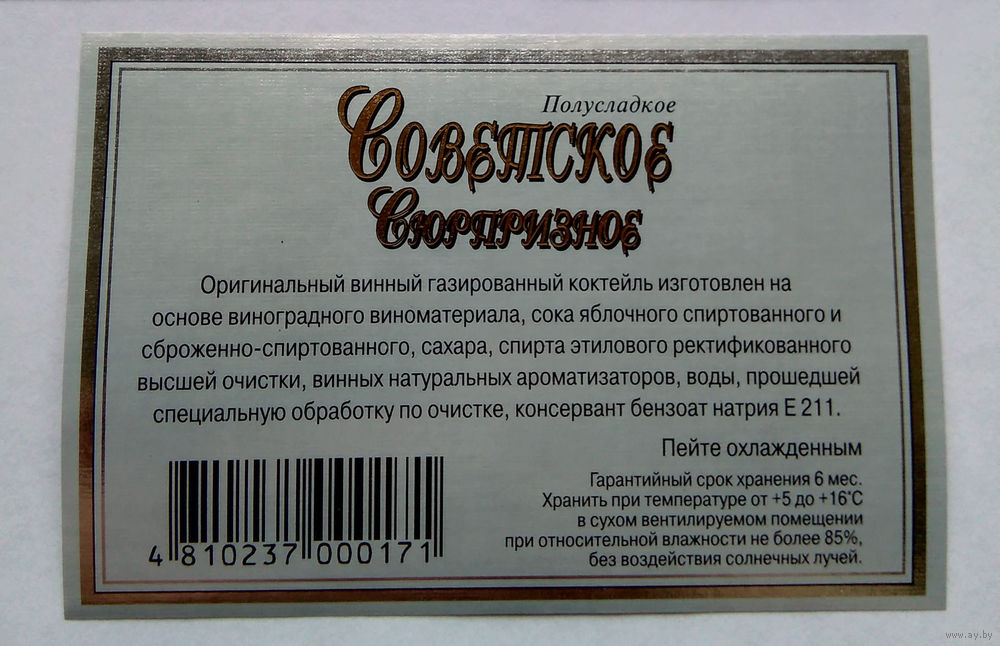 Полусладкое
Советское
Сюрпризное
Оригинальный винный газированный коктейль изготовлен на
основе виноградного виноматериала, сока яблочного спиртованного и
сброженно-спиртованного, сахара, спирта этилового ректификованного
высшей очистки, винных натуральных ароматизаторов, воды, прошедшей
специальную обработку по очистке, консервант бензоат натрия Е 211.
Пейте охлажденным
Гарантийный срок хранения 6 мес.
Хранить при температуре от +5 до +16°С
в сухом вентилируемом помещении
при относительной влажности не более 85%,
без воздействия солнечных лучей.
4 810237 000171
www.ay.by